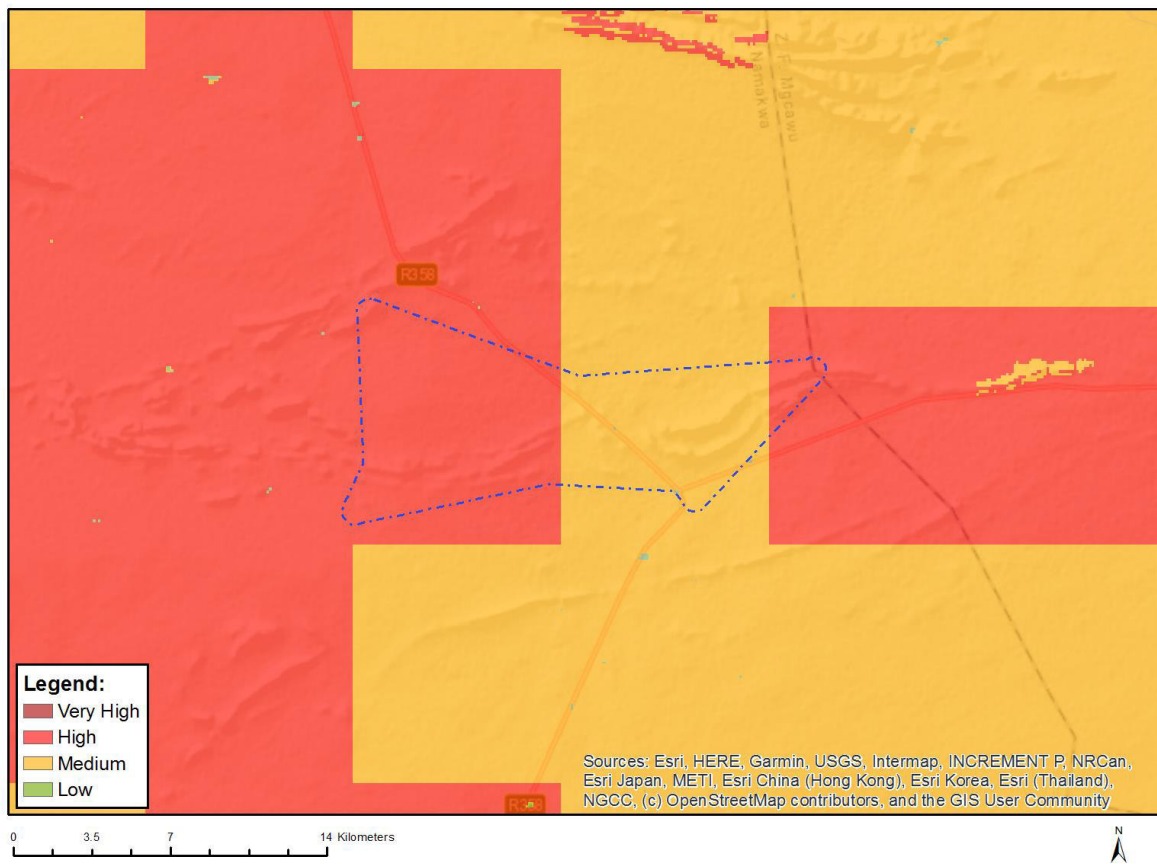 Z F Mgcawu
Namakwa
R358
R358
Legend:
Very High
High
Medium
Low
Sources: Esri, HERE, Garmin, USGS, Intermap, INCREMENT P, NRCan,
Esri Japan, METI, Esri China (Hong Kong), Esri Korea, Esri (Thailand),
NGCC, (c) OpenStreetMap contributors, and the GIS User Community
0 3.5 7 14 Kilometers
N